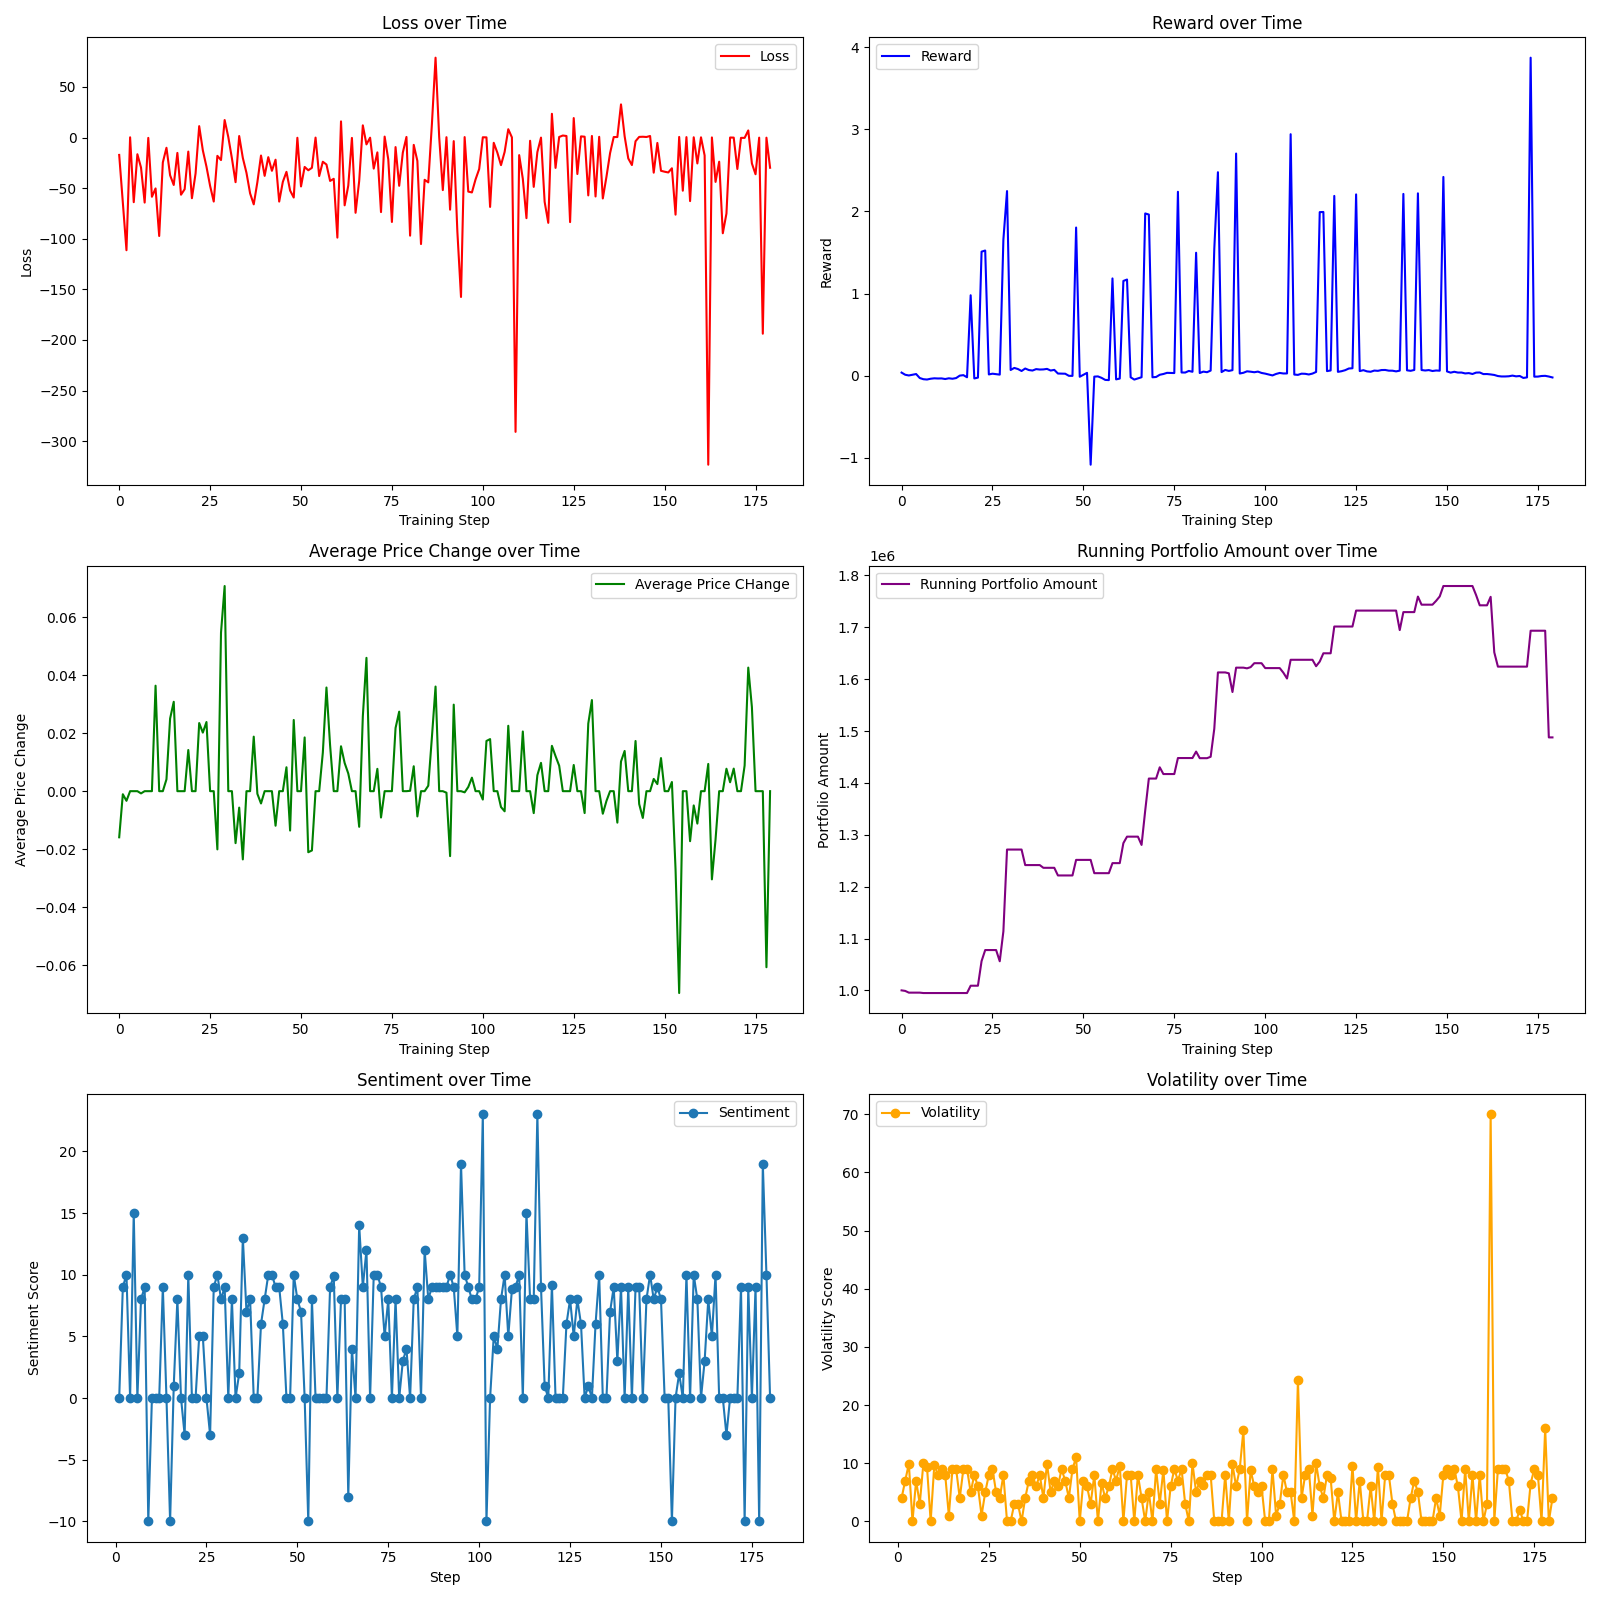 Loss over Time
Loss
50
0
−50
−100
−150
−200
−250
−300
Loss
0 25 50 75 100 125 150 175
Training Step
Reward over Time
Reward
4
3
2
1
0
−1
Reward
0 25 50 75 100 125 150 175
Training Step
Average Price Change over Time
Average Price CHange
0.06
0.04
0.02
0.00
−0.02
−0.04
−0.06
Average Price Change
0 25 50 75 100 125 150 175
Training Step
Running Portfolio Amount over Time
1e6
Running Portfolio Amount
1.8
1.7
1.6
1.5
1.4
1.3
1.2
1.1
1.0
Portfolio Amount
0 25 50 75 100 125 150 175
Training Step
Sentiment over Time
Sentiment
20
15
10
5
0
−5
−10
Sentiment Score
0 25 50 75 100 125 150 175
Step
Volatility over Time
Volatility
70
60
50
40
30
20
10
0
Volatility Score
0 25 50 75 100 125 150 175
Step